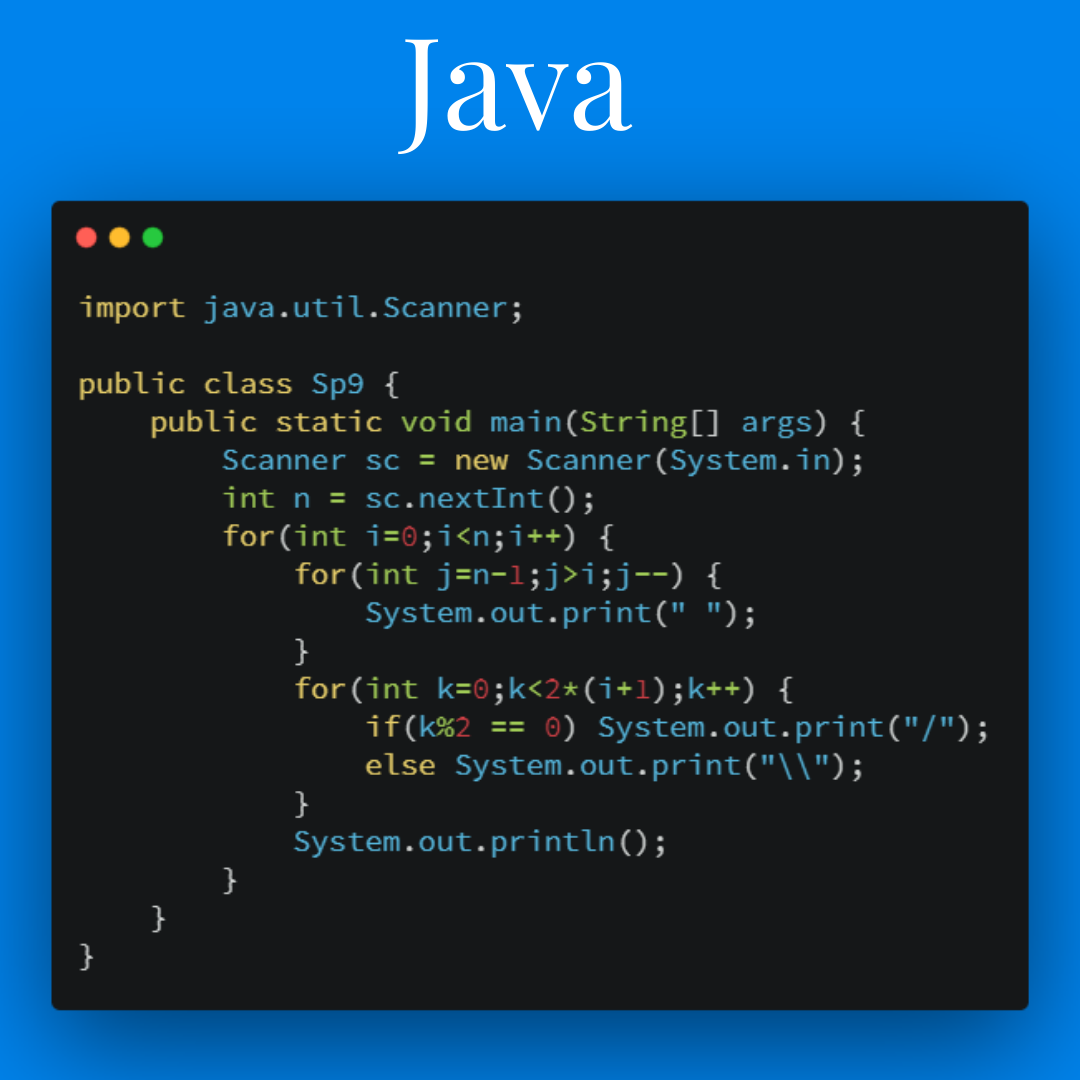 Java
import java.util.Scanner;
public class Sp9 {
    public static void main(String[] args) {
        Scanner sc = new Scanner(System.in);
        int n = sc.nextInt();
        for(int i=0;i<n;i++) {
            for(int j=n-1;j>i;j--) {
                System.out.print(" ");
            }
            for(int k=0;k<2*(i+1);k++) {
                if(k%2 == 0) System.out.print("/");
                else System.out.print("\\");
            }
            System.out.println();
        }
    }
}